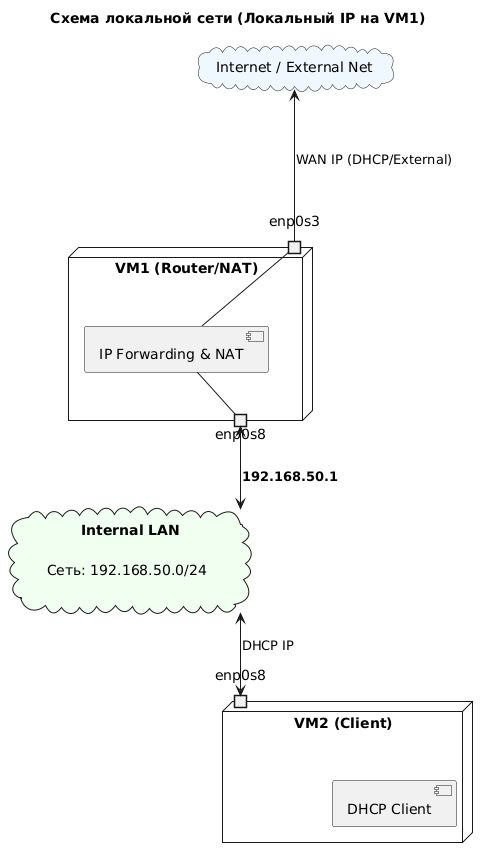 Схема локальной сети (Локальный IP на VM1)
Internet / External Net
WAN IP (DHCP/External)
enp0s3
VM1 (Router/NAT)
IP Forwarding & NAT
enp0s8
192.168.50.1
Internal LAN
Сеть: 192.168.50.0/24
DHCP IP
enp0s8
VM2 (Client)
DHCP Client